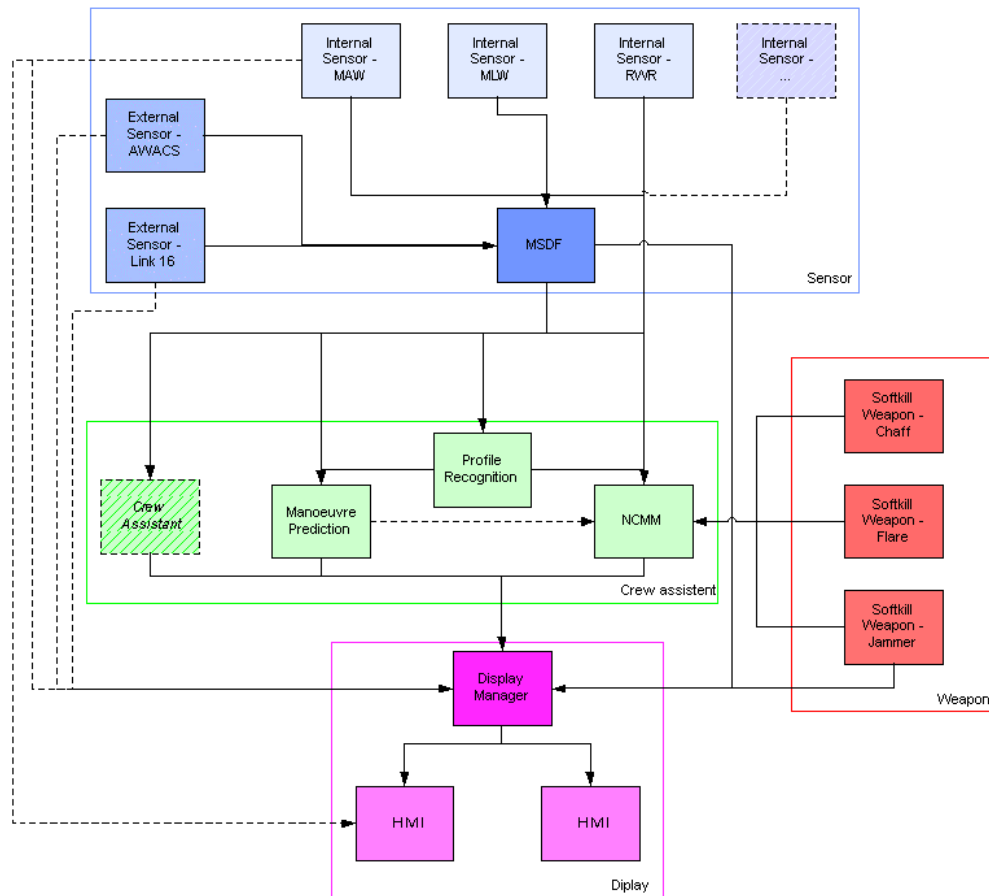 Internal
Sensor -
MAW
Internal
Sensor -
MLW
Internal
Sensor -
RWR
Internal
Sensor -
...
External
Sensor -
AWACS
External
Sensor -
Link 16
MSDF
Sensor
Softkill
Weapon -
Chaff
Profile
Recognition
Crew
Assistant
Manoeuvre
Prediction
NCMM
Softkill
Weapon -
Flare
Crew assistent
Softkill
Weapon -
Jammer
Display
Manager
Weapon
HMI
HMI
Diplay